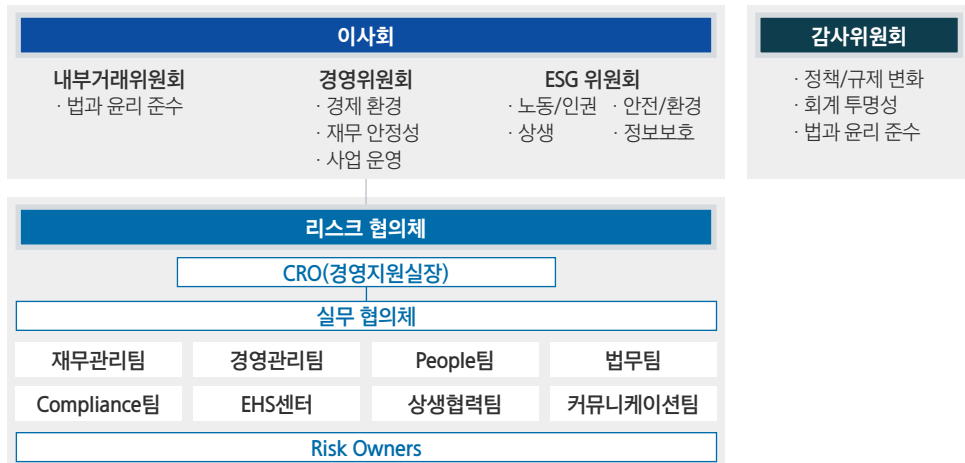 이사회
내부거래위원회
· 법과 윤리 준수
경영위원회
· 경제 환경
· 재무 안정성
· 사업 운영
ESG 위원회
· 노동/인권 · 안전/환경
· 상생 · 정보보호
감사위원회
· 정책/규제 변화
· 회계 투명성
· 법과 윤리 준수
리스크 협의체
CRO(경영지원실장)
실무 협의체
재무관리팀 경영관리팀 People팀 법무팀
Compliance팀 EHS센터 상생협력팀 커뮤니케이션팀
Risk Owners